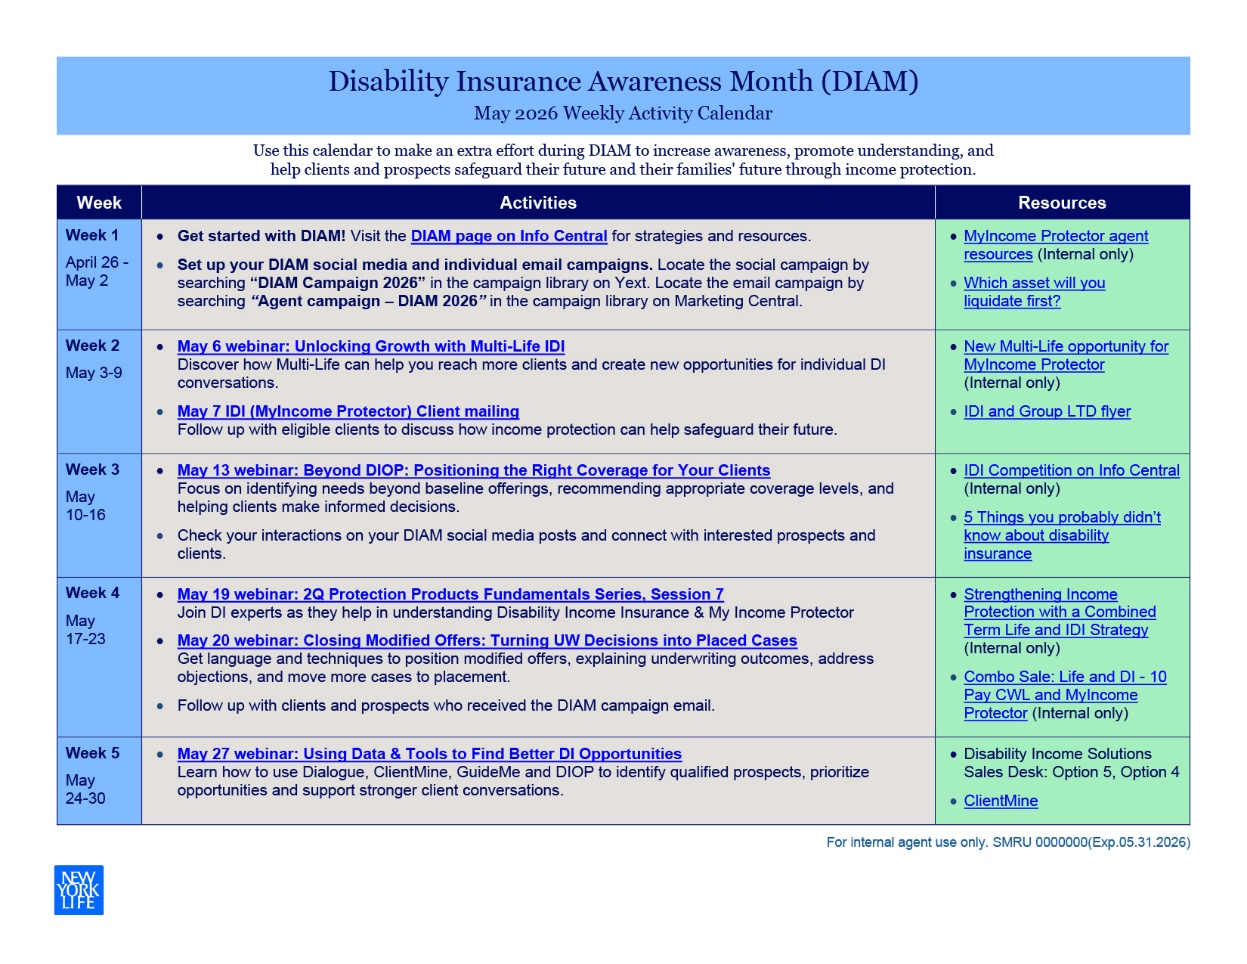 Disability Insurance Awareness Month (DIAM)
May 2026 Weekly Activity Calendar
Use this calendar to make an extra effort during DIAM to increase awareness, promote understanding, and
help clients and prospects safeguard their future and their families' future through income protection.
Week
Activities
Resources
Week 1
April 26 -
May 2
• Get started with DIAM! Visit the DIAM page on Info Central for strategies and resources.
• Set up your DIAM social media and individual email campaigns. Locate the social campaign by
searching “DIAM Campaign 2026” in the campaign library on Yext. Locate the email campaign by
searching “Agent campaign – DIAM 2026” in the campaign library on Marketing Central.
• MyIncome Protector agent
resources (Internal only)
• Which asset will you
liquidate first?
Week 2
May 3-9
• May 6 webinar: Unlocking Growth with Multi-Life IDI
Discover how Multi-Life can help you reach more clients and create new opportunities for individual DI
conversations.
• May 7 IDI (MyIncome Protector) Client mailing
Follow up with eligible clients to discuss how income protection can help safeguard their future.
• New Multi-Life opportunity for
MyIncome Protector
(Internal only)
• IDI and Group LTD flyer
Week 3
May
10-16
• May 13 webinar: Beyond DIOP: Positioning the Right Coverage for Your Clients
Focus on identifying needs beyond baseline offerings, recommending appropriate coverage levels, and
helping clients make informed decisions.
• Check your interactions on your DIAM social media posts and connect with interested prospects and
clients.
• IDI Competition on Info Central
(Internal only)
• 5 Things you probably didn’t
know about disability
insurance
Week 4
May
17-23
• May 19 webinar: 2Q Protection Products Fundamentals Series, Session 7
Join DI experts as they help in understanding Disability Income Insurance & My Income Protector
• May 20 webinar: Closing Modified Offers: Turning UW Decisions into Placed Cases
Get language and techniques to position modified offers, explaining underwriting outcomes, address
objections, and move more cases to placement.
• Follow up with clients and prospects who received the DIAM campaign email.
• Strengthening Income
Protection with a Combined
Term Life and IDI Strategy
(Internal only)
• Combo Sale: Life and DI - 10
Pay CWL and MyIncome
Protector (Internal only)
Week 5
May
24-30
• May 27 webinar: Using Data & Tools to Find Better DI Opportunities
Learn how to use Dialogue, ClientMine, GuideMe and DIOP to identify qualified prospects, prioritize
opportunities and support stronger client conversations.
• Disability Income Solutions
Sales Desk: Option 5, Option 4
• ClientMine
For internal agent use only. SMRU 0000000(Exp.05.31.2026)
NEW
YORK
LIFE